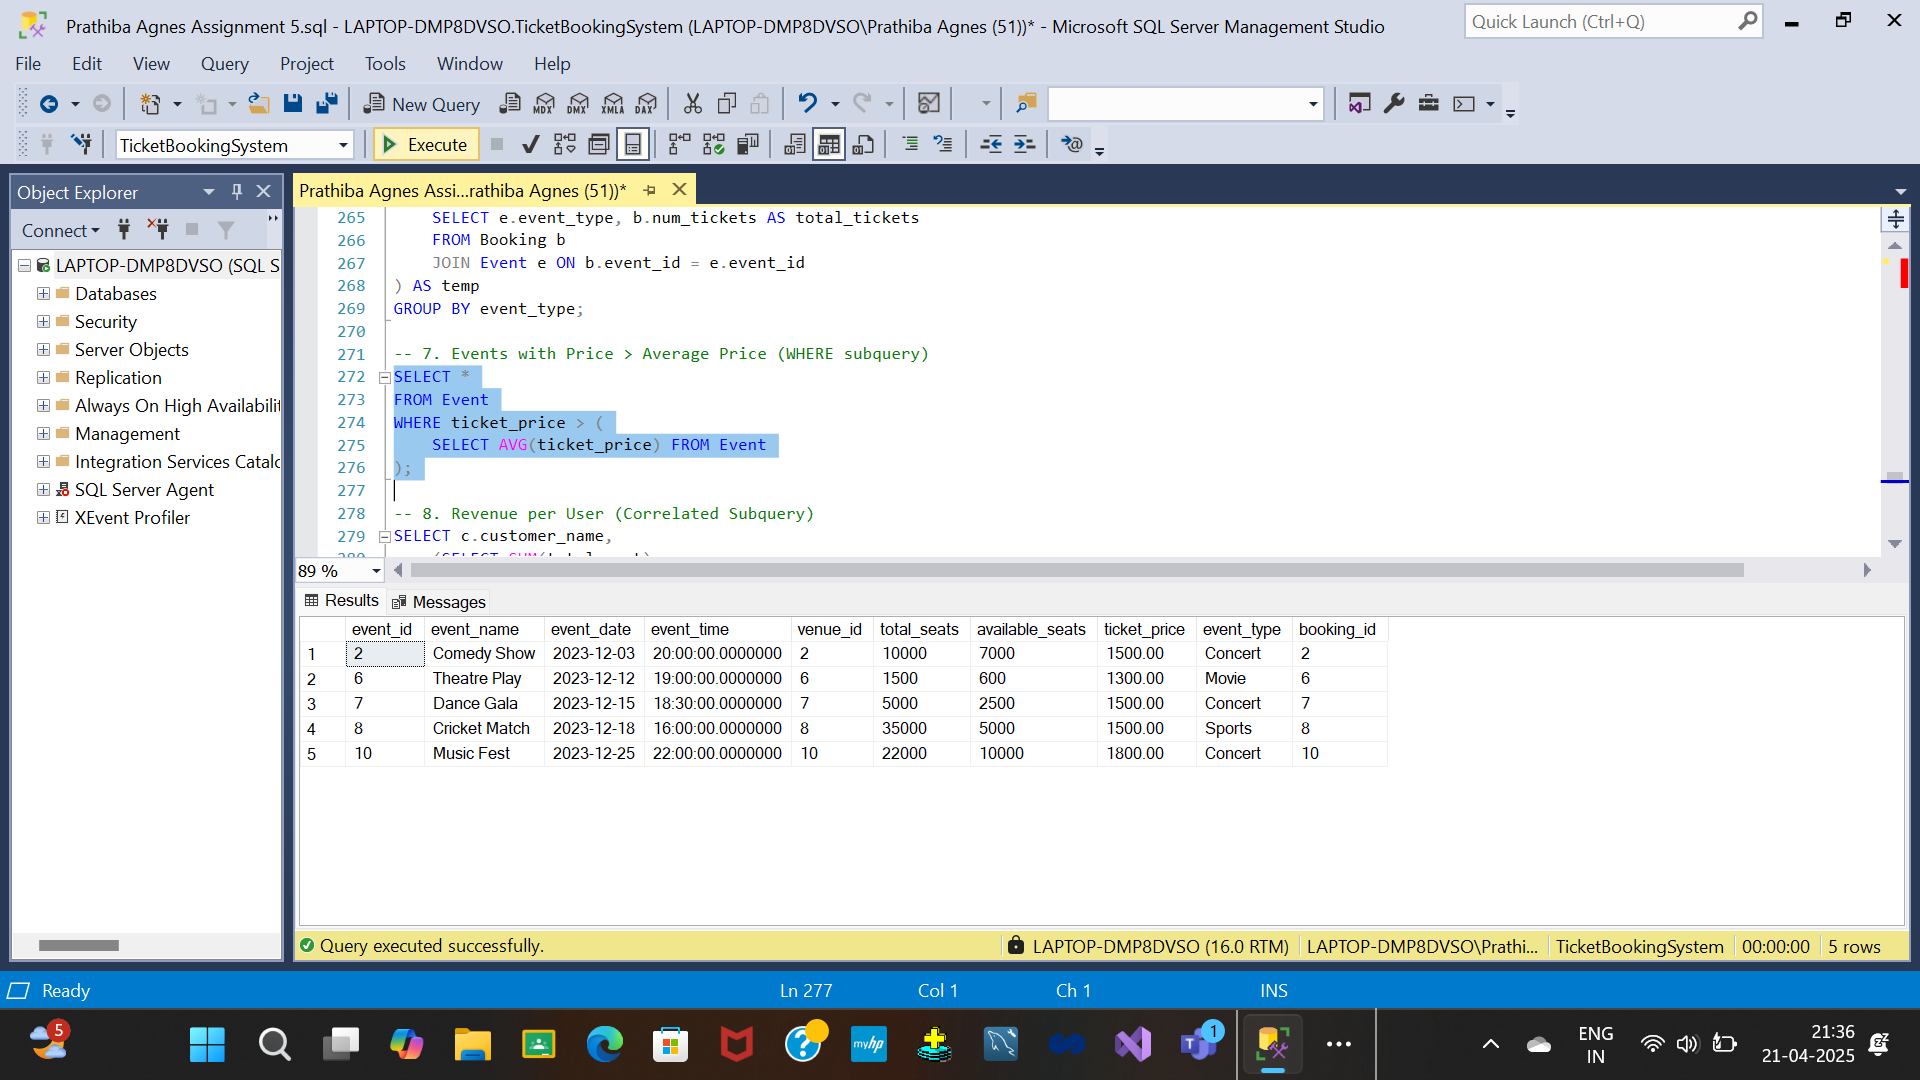 Prathiba Agnes Assignment 5.sql - LAPTOP-DMP8DVSO.TicketBookingSystem (LAPTOP-DMP8DVSO\Prathiba Agnes (51))* - Microsoft SQL Server Management Studio
Quick Launch (Ctrl+Q)
File Edit View Query Project Tools Window Help
New Query MDX DMX XMLA DAX
TicketBookingSystem Execute
Object Explorer
Connect
LAPTOP-DMP8DVSO (SQL S
Databases
Security
Server Objects
Replication
Always On High Availabilit
Management
Integration Services Catalo
SQL Server Agent
XEvent Profiler
Prathiba Agnes Assi...rathiba Agnes (51))*
265 SELECT e.event_type, b.num_tickets AS total_tickets
266 FROM Booking b
267 JOIN Event e ON b.event_id = e.event_id
268 ) AS temp
269 GROUP BY event_type;
270
271 -- 7. Events with Price > Average Price (WHERE subquery)
272 SELECT *
273 FROM Event
274 WHERE ticket_price > (
275 SELECT AVG(ticket_price) FROM Event
276 );
277
278 -- 8. Revenue per User (Correlated Subquery)
279 SELECT c.customer_name,
89 %
Results Messages
event_id event_name event_date event_time venue_id total_seats available_seats ticket_price event_type booking_id
1 2 Comedy Show 2023-12-03 20:00:00.0000000 2 10000 7000 1500.00 Concert 2
2 6 Theatre Play 2023-12-12 19:00:00.0000000 6 1500 600 1300.00 Movie 6
3 7 Dance Gala 2023-12-15 18:30:00.0000000 7 5000 2500 1500.00 Concert 7
4 8 Cricket Match 2023-12-18 16:00:00.0000000 8 35000 5000 1500.00 Sports 8
5 10 Music Fest 2023-12-25 22:00:00.0000000 10 22000 10000 1800.00 Concert 10
Query executed successfully. LAPTOP-DMP8DVSO (16.0 RTM) LAPTOP-DMP8DVSO\Prathi... TicketBookingSystem 00:00:00 5 rows
Ready Ln 277 Col 1 Ch 1 INS
5 myhp 1
ENG
IN
21:36
21-04-2025